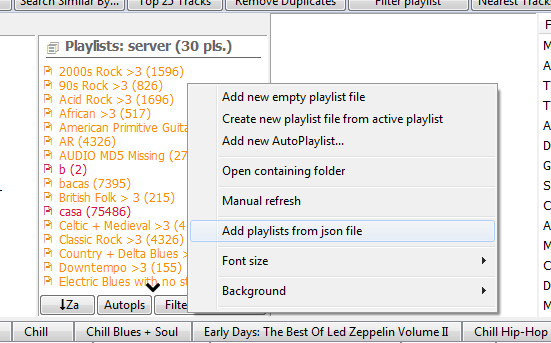 Search Similar By...
Top 25 Tracks
Remove Duplicates
Filter playlist
Nearest Track
Playlists: server (30 pls.)
2000s Rock >3 (1596)
90s Rock >3 (826)
Acid Rock >3 (1696)
African >3 (517)
American Primitive Guita
AR (4326)
AUDIO MD5 Missing (27
b (2)
bacas (7395)
British Folk > 3 (215)
casa (75486)
Celtic + Medieval >3 (4
Classic Rock >3 (4326)
Country + Delta Blues >
Downtempo >3 (155)
Electric Blues with no st
Add new empty playlist file
Create new playlist file from active playlist
Add new AutoPlaylist...
Open containing folder
Manual refresh
Add playlists from json file
Font size
Background
F
M
A
T
T
A
V
G
S
C
A
M
D
M
↓Za
Autopls
Filte
Chill
Chill Blues + Soul
Early Days: The Best Of Led Zeppelin Volume II
Chill Hip-Hop